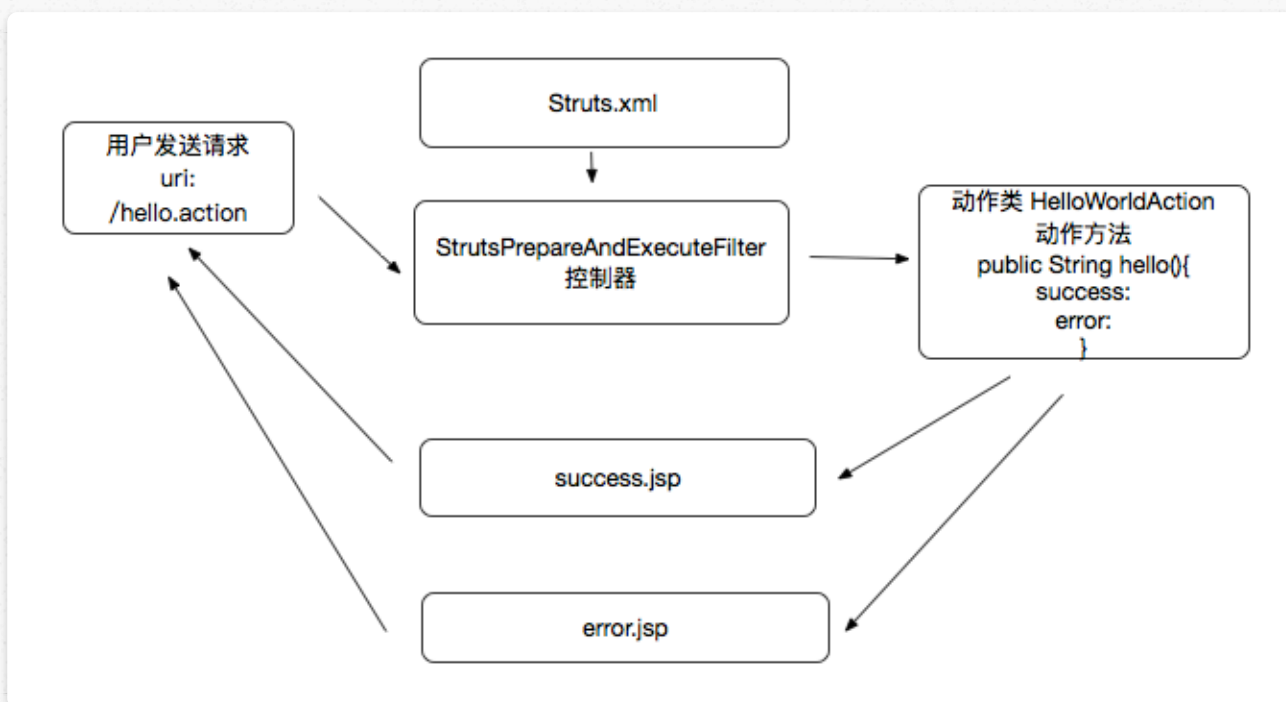 Struts.xml
用户发送请求
uri:
/hello.action
StrutsPrepareAndExecuteFilter
控制器
动作类 HelloWorldAction
动作方法
public String hello(){
success:
error:
}
success.jsp
error.jsp